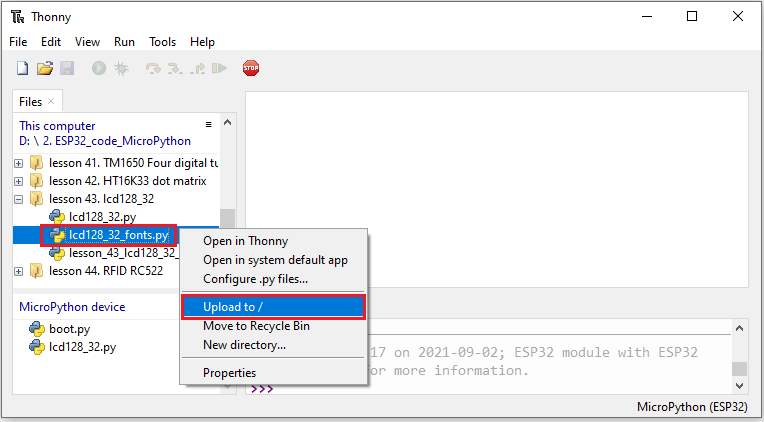 Thonny
File Edit View Run Tools Help
STOP
Files
This computer
D: \ 2. ESP32_code_MicroPython
lesson 41. TM1650 Four digital tu
lesson 42. HT16K33 dot matrix
lesson 43. lcd128_32
lcd128_32.py
lcd128_32_fonts.py
lesson_43_lcd128_32_
lesson 44. RFID RC522
Open in Thonny
Open in system default app
Configure .py files...
Upload to /
Move to Recycle Bin
New directory...
Properties
MicroPython device
boot.py
lcd128_32.py
17 on 2021-09-02; ESP32 module with ESP32
for more information.
>>>
MicroPython (ESP32)